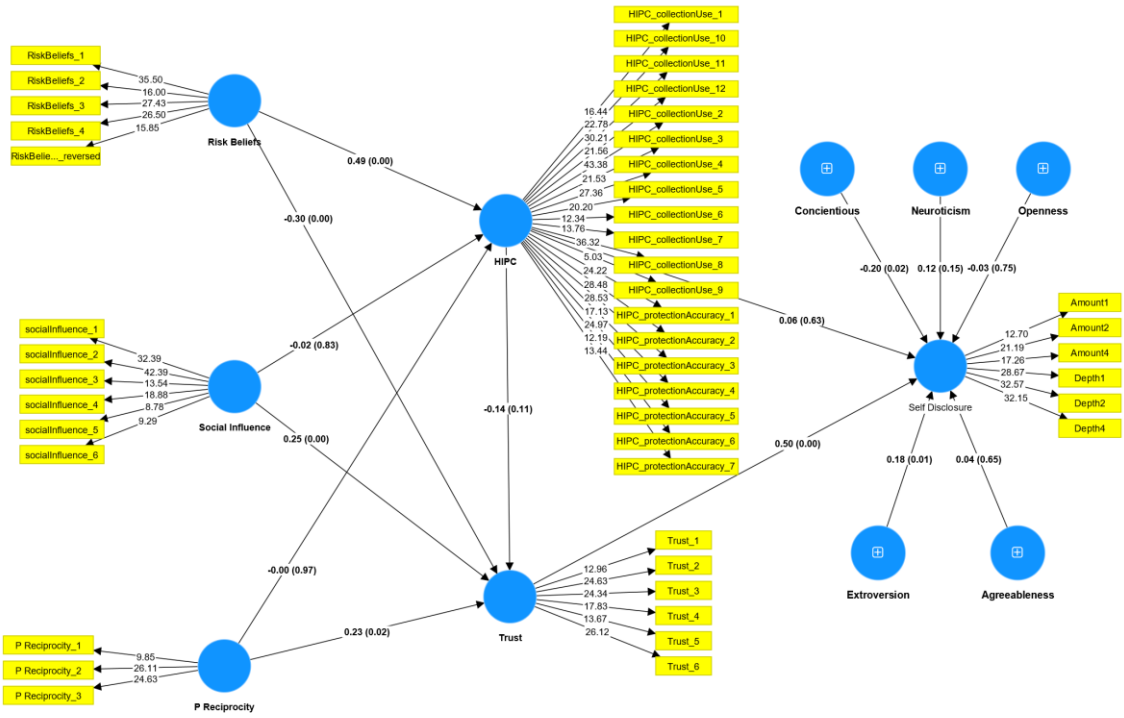 RiskBeliefs_1
RiskBeliefs_2
RiskBeliefs_3
RiskBeliefs_4
RiskBelie..._reversed
35.50
16.00
27.43
26.50
15.85
Risk Beliefs
0.49 (0.00)
-0.30 (0.00)
socialInfluence_1
socialInfluence_2
socialInfluence_3
socialInfluence_4
socialInfluence_5
socialInfluence_6
32.39
42.39
13.54
18.88
8.78
9.29
Social Influence
-0.02 (0.83)
0.25 (0.00)
P Reciprocity_1
P Reciprocity_2
P Reciprocity_3
9.85
26.11
24.63
P Reciprocity
-0.00 (0.97)
0.23 (0.02)
HIPC
-0.14 (0.11)
16.44
22.78
30.21
21.56
43.38
21.53
27.36
20.20
12.34
13.76
36.32
5.03
24.22
28.48
28.53
17.13
24.97
12.19
13.44
HIPC_collectionUse_1
HIPC_collectionUse_10
HIPC_collectionUse_11
HIPC_collectionUse_12
HIPC_collectionUse_2
HIPC_collectionUse_3
HIPC_collectionUse_4
HIPC_collectionUse_5
HIPC_collectionUse_6
HIPC_collectionUse_7
HIPC_collectionUse_8
HIPC_collectionUse_9
HIPC_protectionAccuracy_1
HIPC_protectionAccuracy_2
HIPC_protectionAccuracy_3
HIPC_protectionAccuracy_4
HIPC_protectionAccuracy_5
HIPC_protectionAccuracy_6
HIPC_protectionAccuracy_7
0.06 (0.63)
Trust
12.96
24.63
24.34
17.83
13.67
26.12
Trust_1
Trust_2
Trust_3
Trust_4
Trust_5
Trust_6
0.50 (0.00)
Concientious
Neuroticism
Openness
-0.20 (0.02)
0.12 (0.15)
-0.03 (0.75)
Self Disclosure
12.70
21.19
17.26
28.67
32.57
32.15
Amount1
Amount2
Amount4
Depth1
Depth2
Depth4
0.18 (0.01)
0.04 (0.65)
Extroversion
Agreeableness